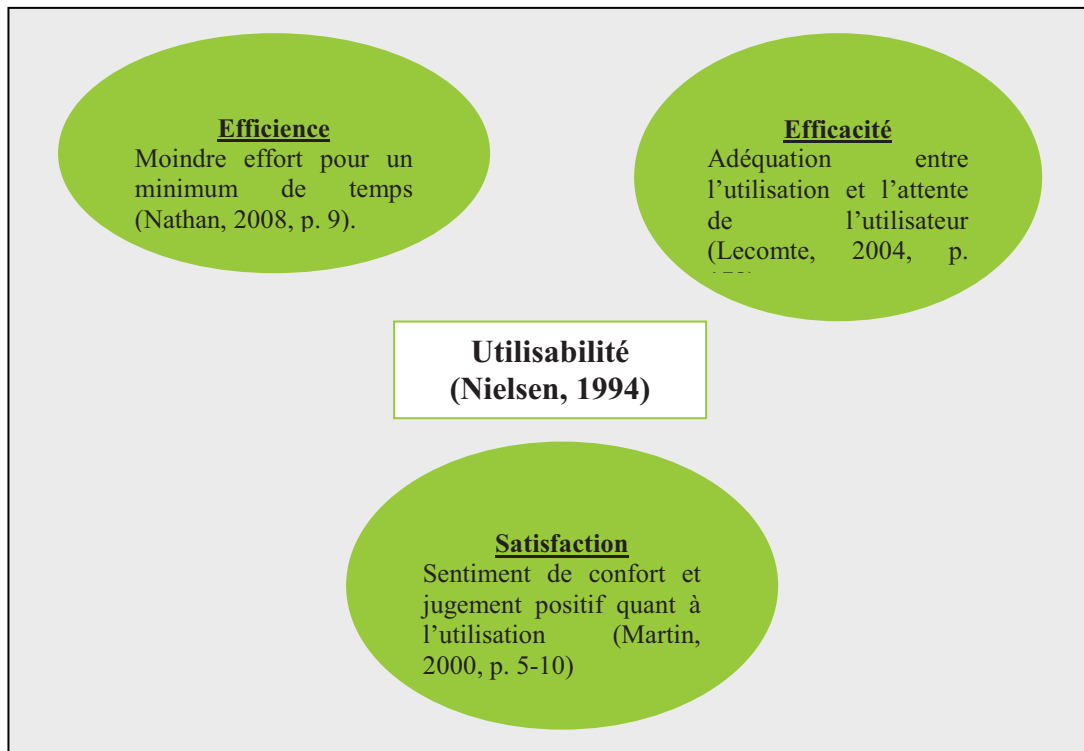 Efficience
Moindre effort pour un
minimum de temps
(Nathan, 2008, p. 9).
Efficacité
Adéquation entre
l’utilisation et l’attente
de l’utilisateur
(Lecomte, 2004, p.
Utilisabilité
(Nielsen, 1994)
Satisfaction
Sentiment de confort et
jugement positif quant à
l’utilisation (Martin,
2000, p. 5-10)